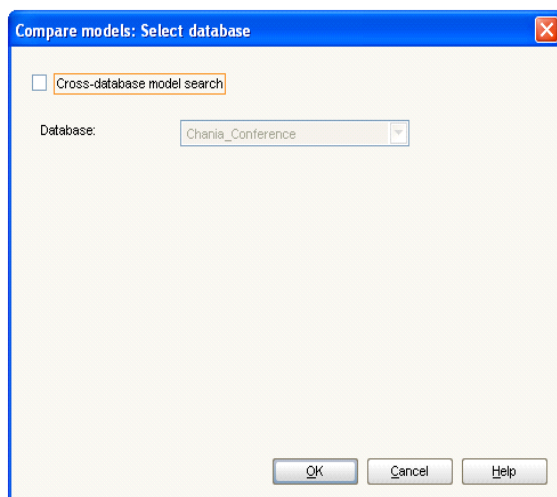 Compare models: Select database
Cross-database model search
Database: Chania_Conference
OK Cancel Help